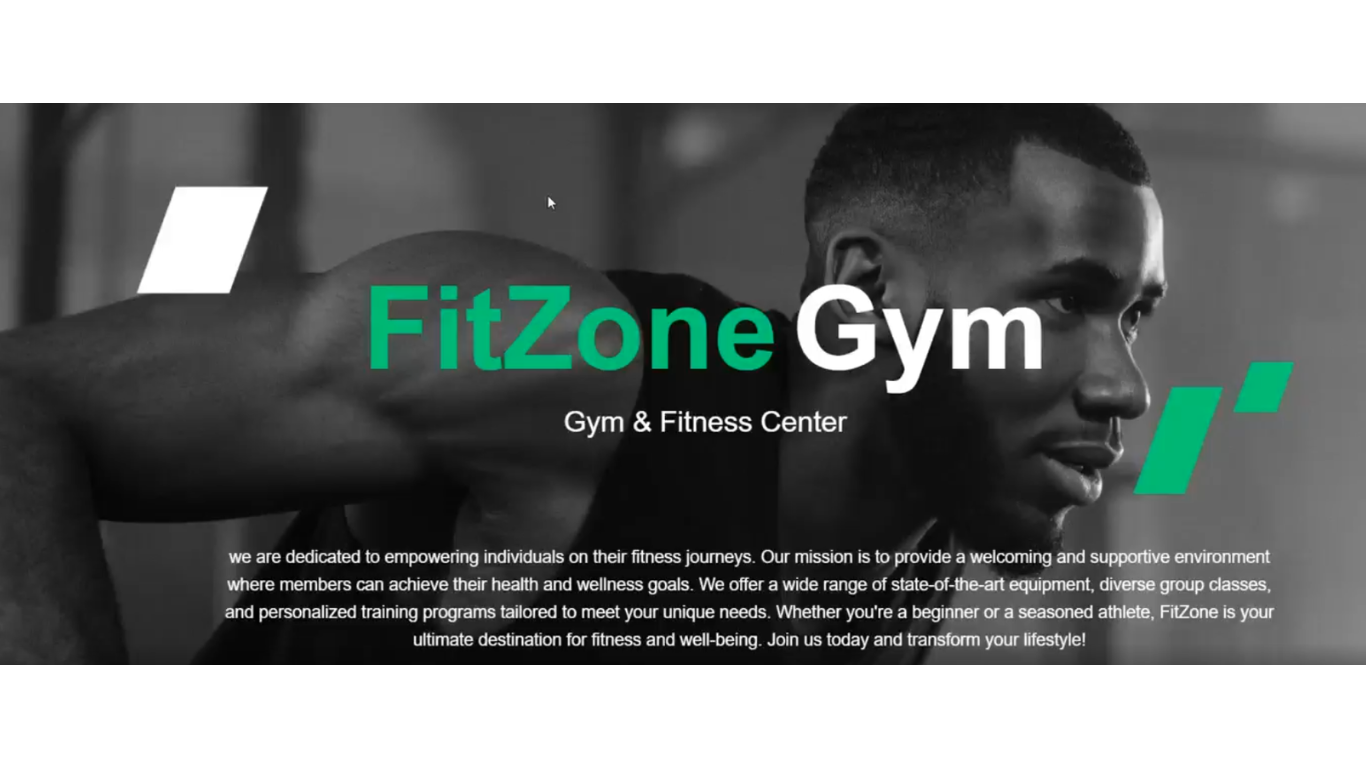 FitZone Gym
Gym & Fitness Center
we are dedicated to empowering individuals on their fitness journeys. Our mission is to provide a welcoming and supportive environment
where members can achieve their health and wellness goals. We offer a wide range of state-of-the-art equipment, diverse group classes,
and personalized training programs tailored to meet your unique needs. Whether you're a beginner or a seasoned athlete, FitZone is your
ultimate destination for fitness and well-being. Join us today and transform your lifestyle!